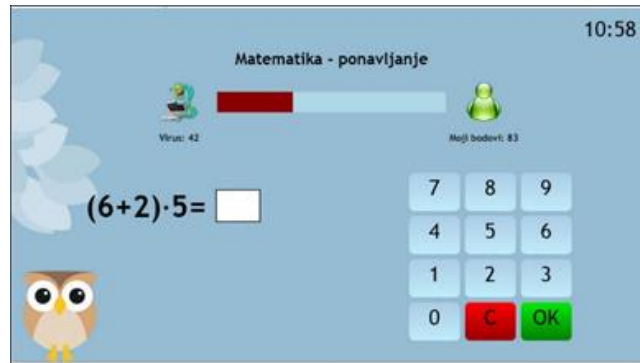 10:58
Matematika - ponavljanje
Virus: 42
Moji bodovi: 83
(6+2)·5=
7 8 9
4 5 6
1 2 3
0 C OK